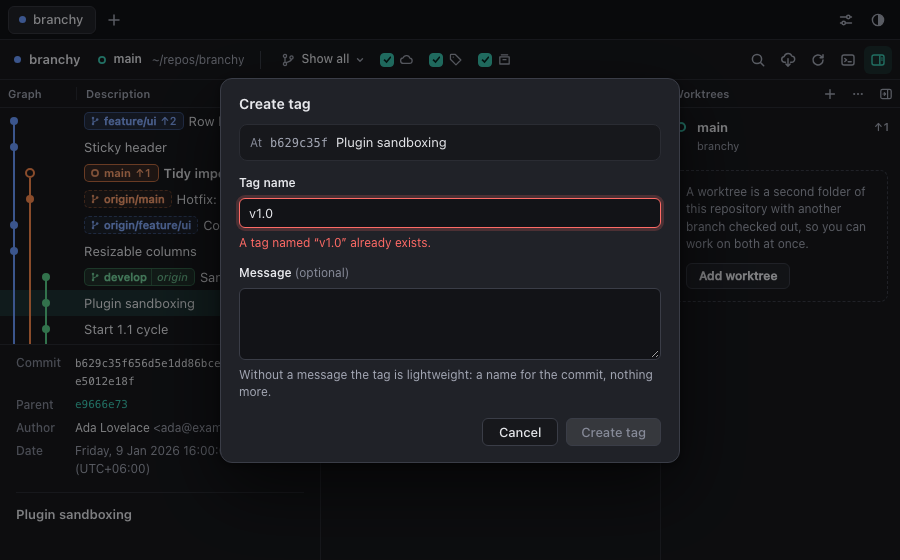 branchy
branchy main ~/repos/branchy Show all
Graph Description Worktrees
feature/ui ↑2 Row
Sticky header
main ↑1 Tidy
origin/main Hotfix:
origin/feature/ui
Resizable columns
develop origin
Plugin sandboxing
Start 1.1 cycle
Commit b629c35f656d5e1dd86bce
e5012e18f
Parent e9666e73
Author Ada Lovelace <ada@exam
Date Friday, 9 Jan 2026 16:00:
(UTC+06:00)
Plugin sandboxing
Create tag
At b629c35f Plugin sandboxing
Tag name
v1.0
A tag named “v1.0” already exists.
Message (optional)
Without a message the tag is lightweight: a name for the commit, nothing
more.
Cancel Create tag
main ↑1
branchy
A worktree is a second folder of
this repository with another
branch checked out, so you can
work on both at once.
Add worktree